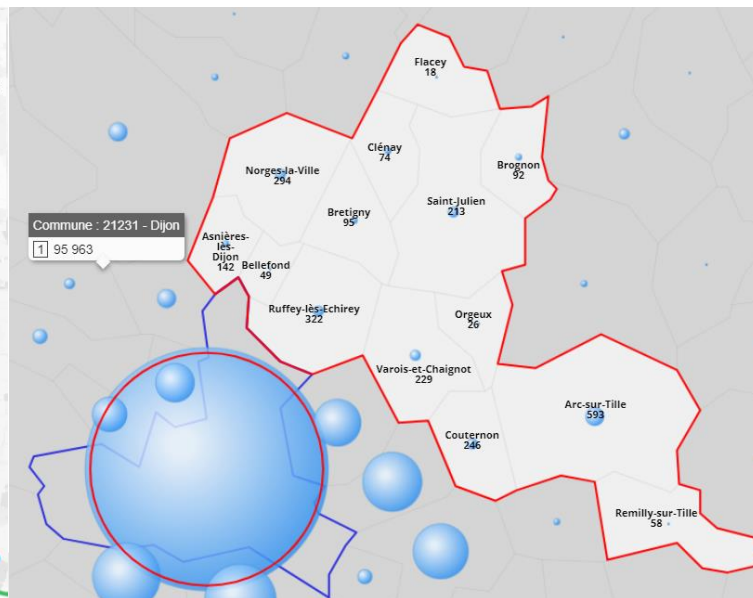 Flacey
18
Clénay
74
Brognon
92
Norges-la-Ville
294
Saint-Julien
213
Bretigny
95
Commune : 21231 - Dijon
1 95 963
Asnières-
lès-
Dijon
142
Bellefond
49
Ruffey-lès-Echirey
322
Orgeux
26
Varois-et-Chaignot
229
Arc-sur-Tille
593
Couternon
246
Remilly-sur-Tille
58